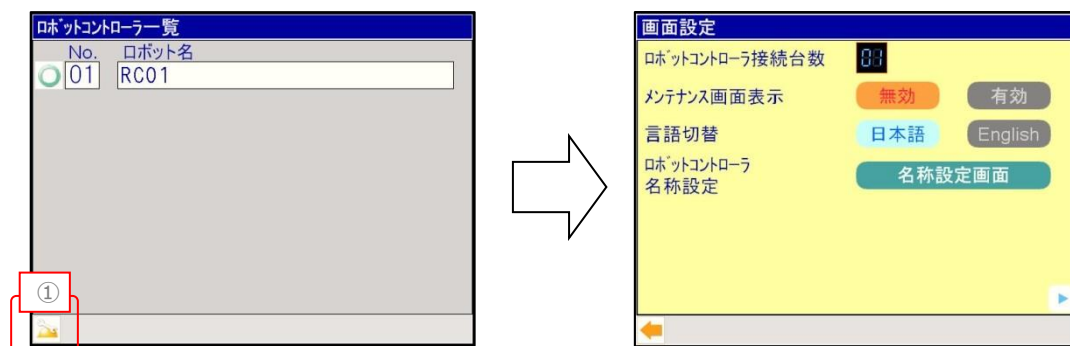 ロボットコントローラ一覧
No. ロボット名
01 RC01
①
画面設定
ロボットコントローラ接続台数 01
メンテナンス画面表示 無効 有効
言語切替 日本語 English
ロボットコントローラ
名称設定 名称設定画面